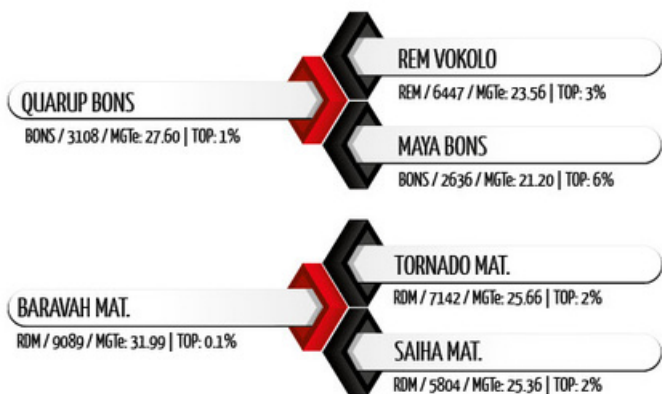 REM VOKOLO
REM / 6447 / MGTe: 23.56 | TOP: 3%
QUARUP BONS
BONS / 3108 / MGTe: 27.60 | TOP: 1%
MAYA BONS
BONS / 2636 / MGTe: 21.20 | TOP: 6%
TORNADO MAT.
RDM / 7142 / MGTe: 25.66 | TOP: 2%
BARAVAH MAT.
RDM / 9089 / MGTe: 31.99 | TOP: 0.1%
SAIHA MAT.
RDM / 5804 / MGTe: 25.36 | TOP: 2%